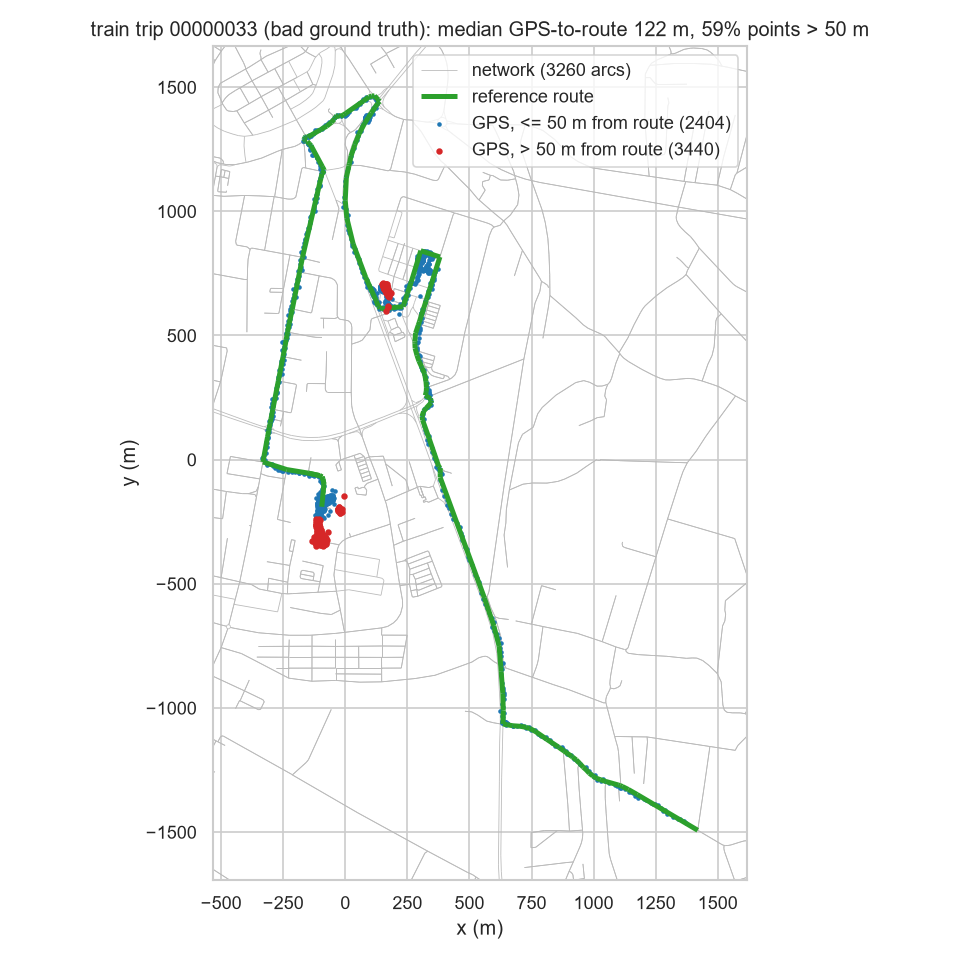 train trip 00000033 (bad ground truth): median GPS-to-route 122 m, 59% points > 50 m
network (3260 arcs)
reference route
GPS, <= 50 m from route (2404)
GPS, > 50 m from route (3440)
1500
1000
500
0
−500
−1000
−1500
y (m)
−500 −250 0 250 500 750 1000 1250 1500
x (m)